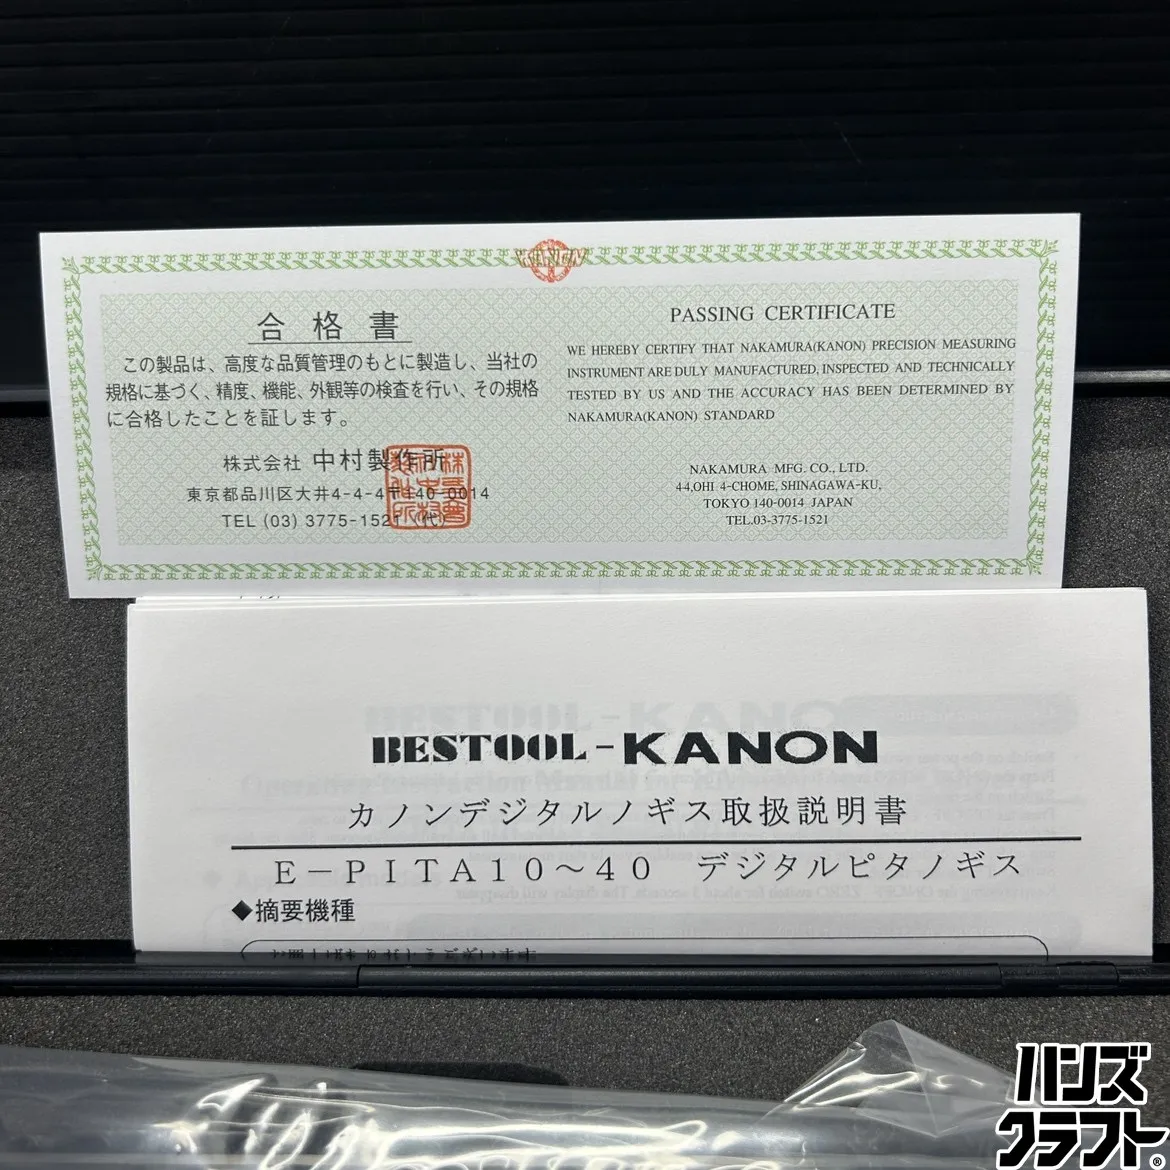 KANON
合格書
この製品は、高度な品質管理のもとに製造し、当社の
規格に基づく、精度、機能、外観等の検査を行い、その規格
に合格したことを証します。
株式会社 中村製作所
東京都品川区大井4-4-4〒140-0014
TEL (03) 3775-1521 (代)
PASSING CERTIFICATE
WE HEREBY CERTIFY THAT NAKAMURA(KANON) PRECISION MEASURING
INSTRUMENT ARE DULY MANUFACTURED, INSPECTED AND TECHNICALLY
TESTED BY US AND THE ACCURACY HAS BEEN DETERMINED BY
NAKAMURA(KANON) STANDARD
NAKAMURA MFG. CO., LTD.
44,OHI 4-CHOME, SHINAGAWA-KU,
TOKYO 140-0014 JAPAN
TEL.03-3775-1521
BESTOOL-KANON
カノンデジタルノギス取扱説明書
E-PITA10~40 デジタルピタノギス
◆摘要機種
ハンズ
クラフト®